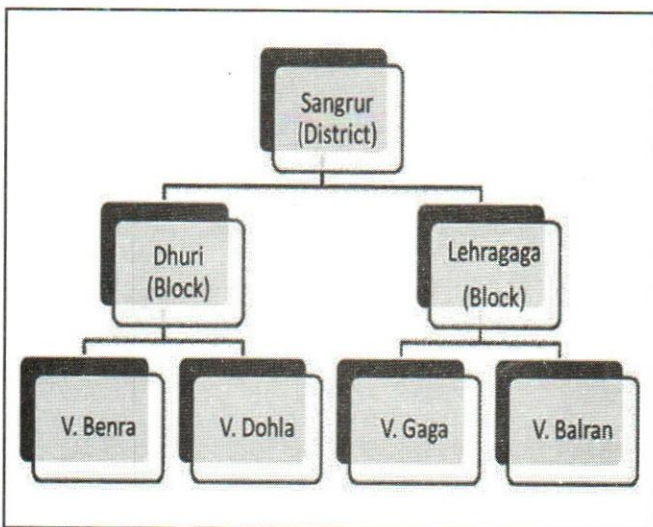 Sangrur
(District)
Dhuri
(Block)
Lehragaga
(Block)
V. Benra
V. Dohla
V. Gaga
V. Balran